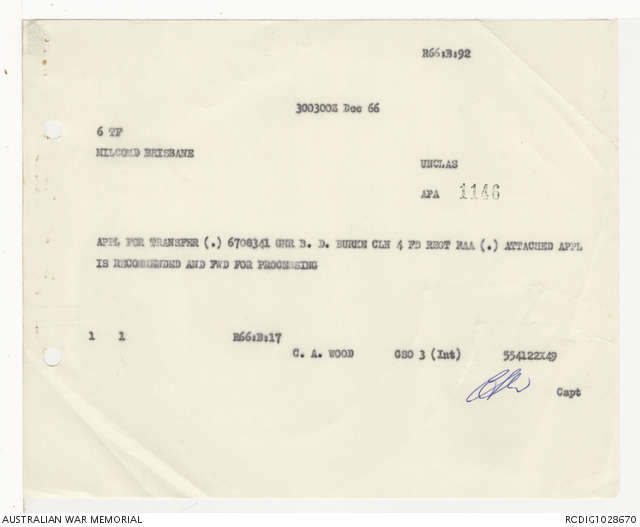 R66:B:92
300300Z Dec 66
6 TF
MILCOMD BRISBANE
UNCLAS
APA 1146
APPL FOR TRANSFER (.) 6708341 GNR B. D. BURKE CLN 4 FD REGT RAA (.) ATTACHED APPL
IS RECOMMENDED AND FWD FOR PROCESSING
1 1 R66:B:17
C. A. WOOD GSO 3 (Int) 554122X49
Capt
AUSTRALIAN WAR MEMORIAL RCDIG1028670